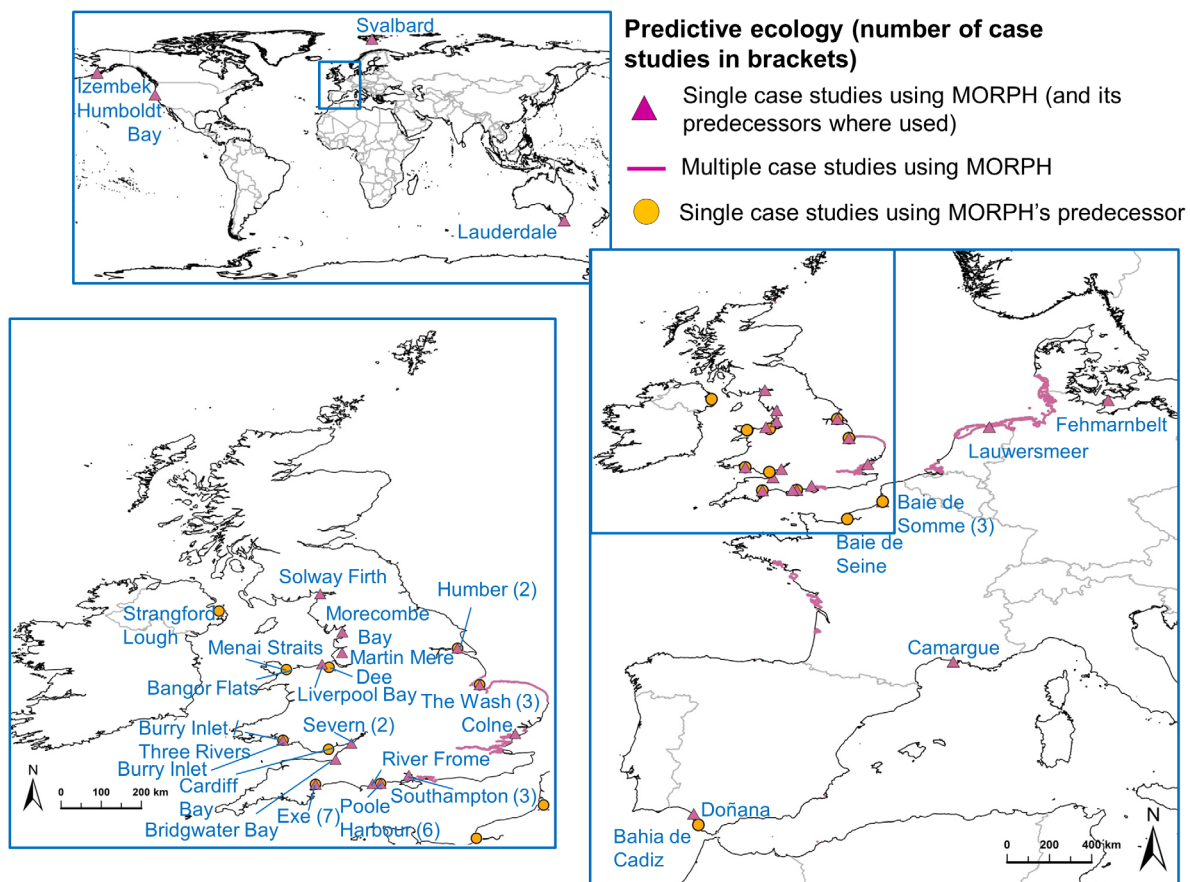 Predictive ecology (number of case
studies in brackets)
Single case studies using MORPH (and its
predecessors where used)
Multiple case studies using MORPH
Single case studies using MORPH's predecessor
Svalbard
Izembek
Humboldt
Bay
Lauderdale
Fehmarnbelt
Lauwersmeer
Baie de
Somme (3)
Baie de
Seine
Camargue
Doñana
Bahia de
Cadiz
N
0 200 400 km
Solway Firth
Humber (2)
Strangford
Lough
Morecombe
Bay
Menai Straits
Martin Mere
Dee
Bangor Flats
Liverpool Bay
The Wash (3)
Colne
Burry Inlet
Severn (2)
Three Rivers
Burry Inlet
River Frome
Cardiff
Bay
Southampton (3)
Poole
Harbour (6)
Exe (7)
Bridgwater Bay
N
0 100 200 km